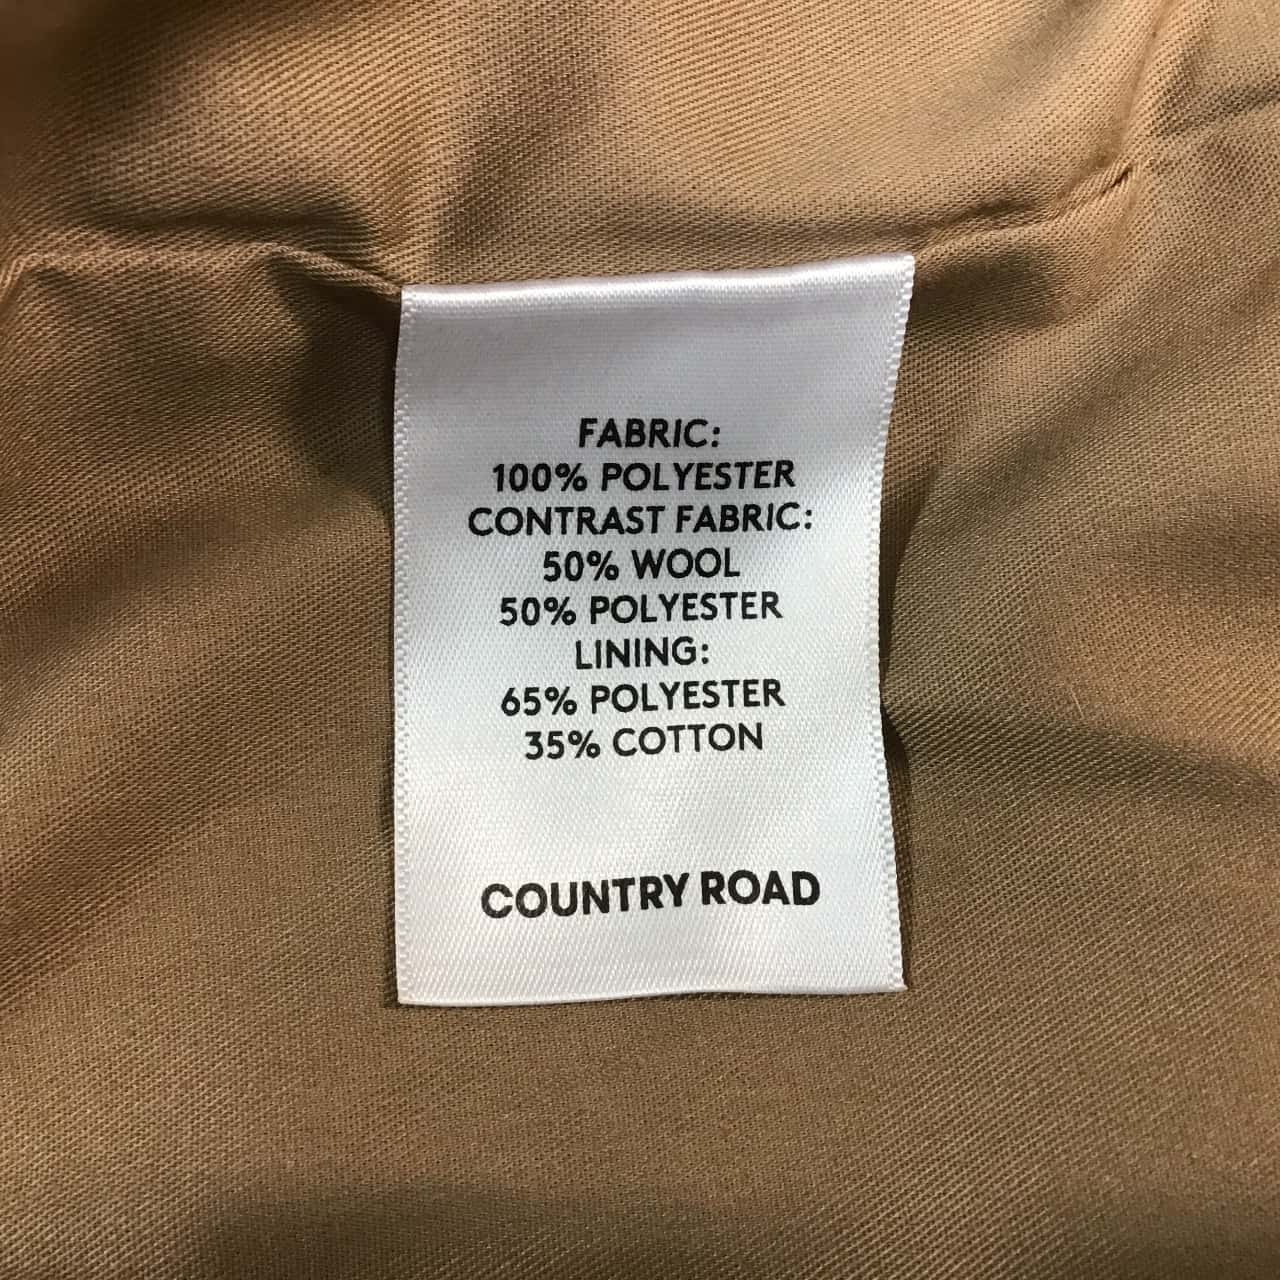 FABRIC:
100% POLYESTER
CONTRAST FABRIC:
50% WOOL
50% POLYESTER
LINING:
65% POLYESTER
35% COTTON
COUNTRY ROAD